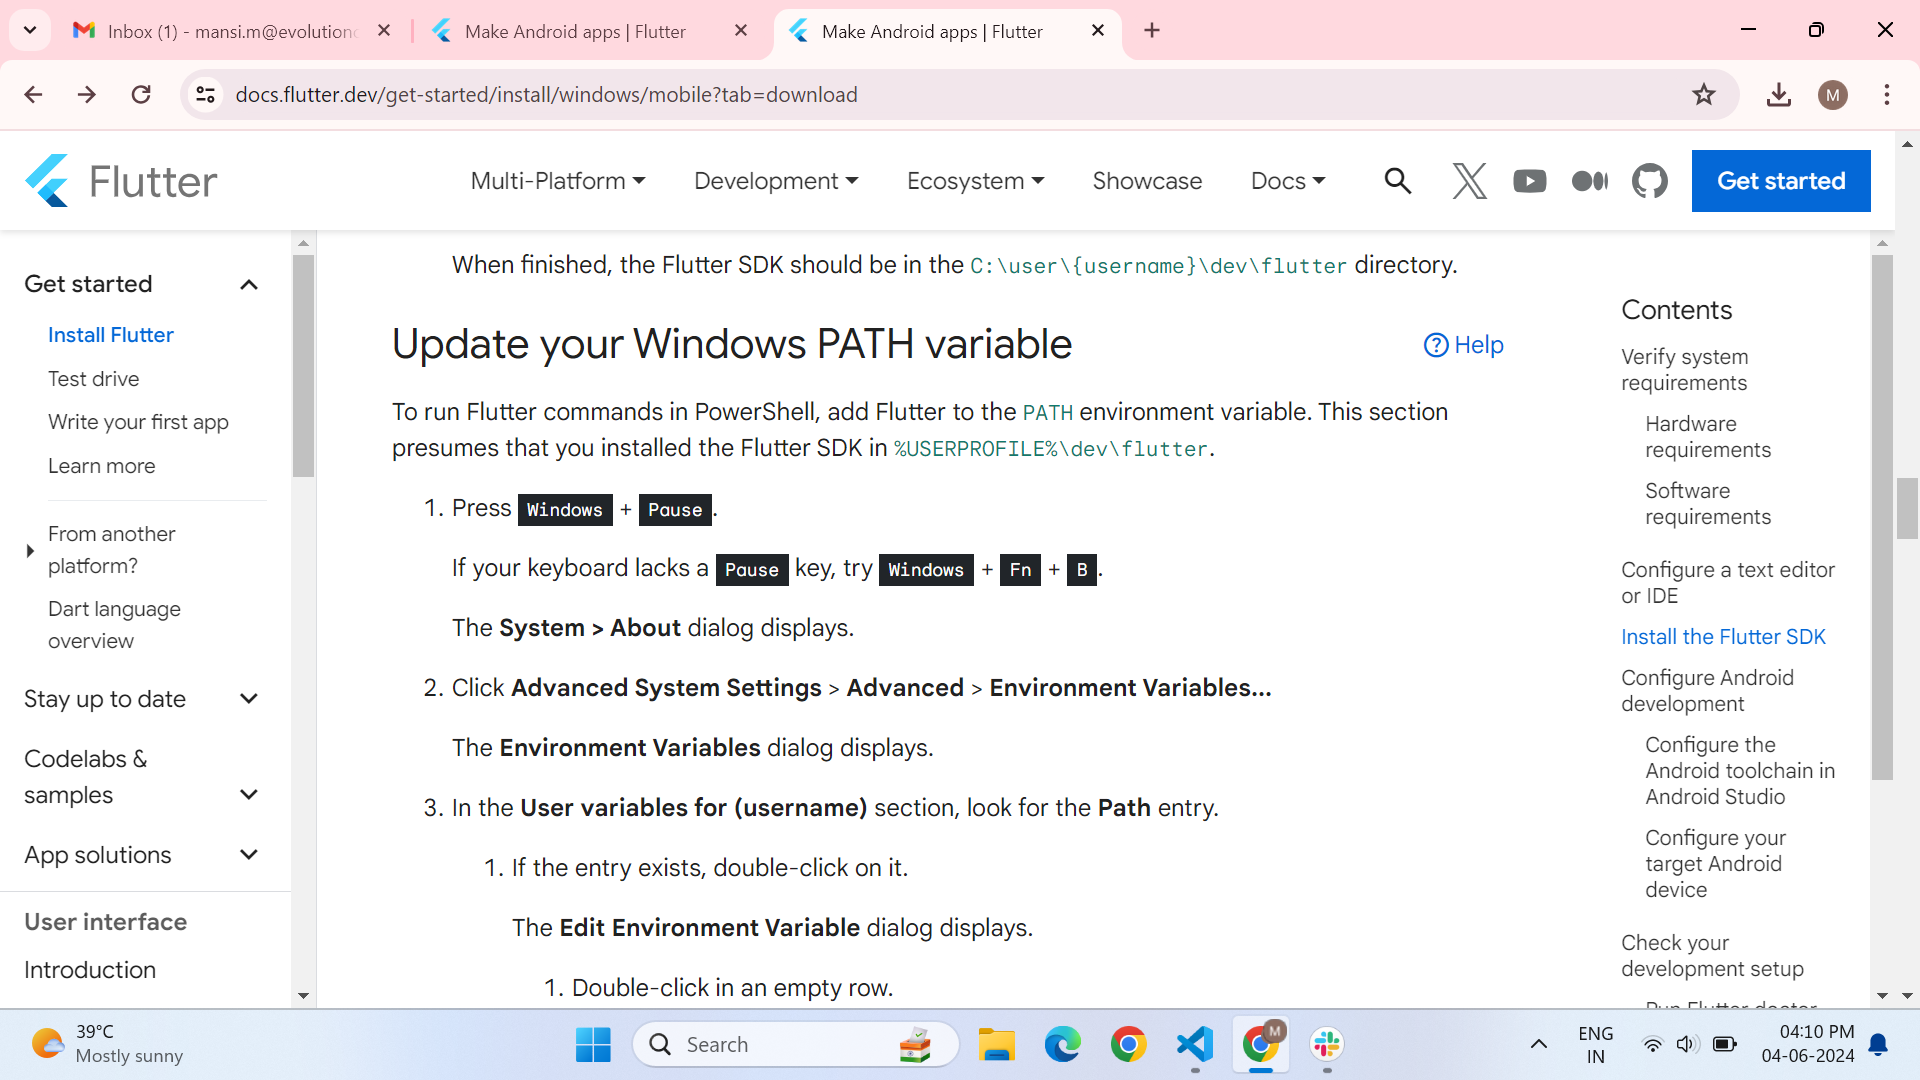 Inbox (1) - mansi.m@evolution
Make Android apps | Flutter
Make Android apps | Flutter
docs.flutter.dev/get-started/install/windows/mobile?tab=download
M
Flutter
Multi-Platform
Development
Ecosystem
Showcase
Docs
Get started
Get started
Install Flutter
Test drive
Write your first app
Learn more
From another
platform?
Dart language
overview
Stay up to date
Codelabs &
samples
App solutions
User interface
Introduction
When finished, the Flutter SDK should be in the C:\user\{username}\dev\flutter directory.
Update your Windows PATH variable
Help
To run Flutter commands in PowerShell, add Flutter to the PATH environment variable. This section
presumes that you installed the Flutter SDK in %USERPROFILE%\dev\flutter.
1. Press Windows + Pause.
If your keyboard lacks a Pause key, try Windows + Fn + B.
The System > About dialog displays.
2. Click Advanced System Settings > Advanced > Environment Variables...
The Environment Variables dialog displays.
3. In the User variables for (username) section, look for the Path entry.
1. If the entry exists, double-click on it.
The Edit Environment Variable dialog displays.
1. Double-click in an empty row.
Contents
Verify system
requirements
Hardware
requirements
Software
requirements
Configure a text editor
or IDE
Install the Flutter SDK
Configure Android
development
Configure the
Android toolchain in
Android Studio
Configure your
target Android
device
Check your
development setup
Run Flutter doctor
39°C
Mostly sunny
Search
M
ENG
IN
04:10 PM
04-06-2024